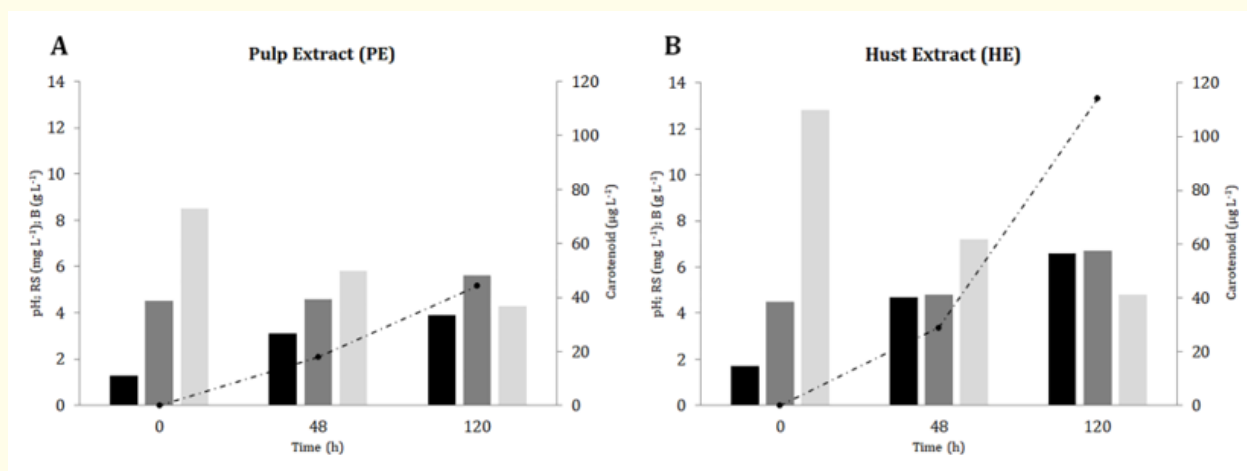 A
Pulp Extract (PE)
14
12
10
8
6
4
2
0
pH; RS (mg L⁻¹); B (g L⁻¹)
120
100
80
60
40
20
0
Carotenoid (µg L⁻¹)
0 48 120
Time (h)
B
Hust Extract (HE)
14
12
10
8
6
4
2
0
pH; RS (mg L⁻¹); B (g L⁻¹)
120
100
80
60
40
20
0
Carotenoid (µg L⁻¹)
0 48 120
Time (h)